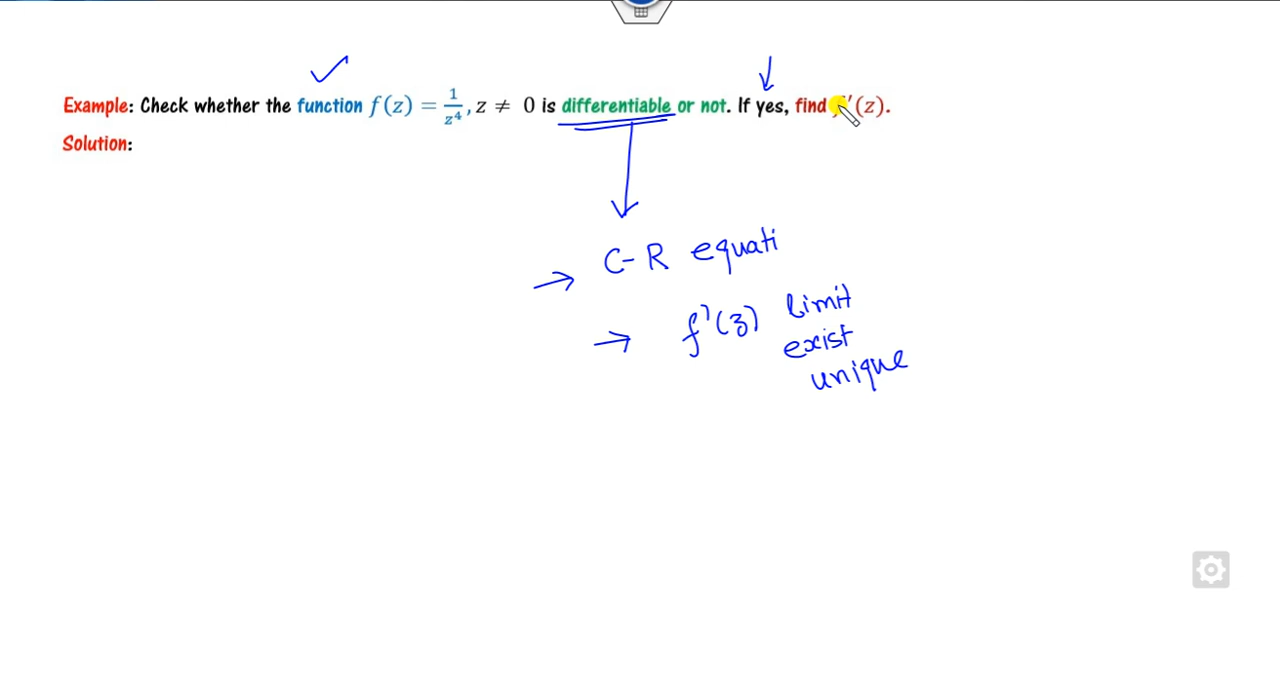 Example: Check whether the function f(z) = 1/z⁴, z ≠ 0 is differentiable or not. If yes, find f′(z).
Solution:
→ C-R equati
→ f'(z) limit
exist
unique